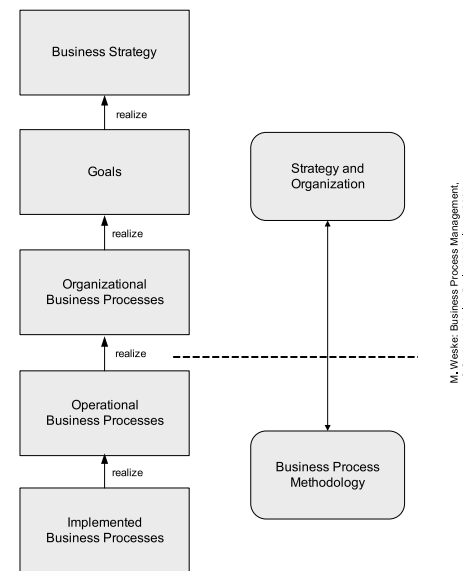 Business Strategy
realize
Goals
realize
Organizational
Business Processes
realize
Operational
Business Processes
realize
Implemented
Business Processes
Strategy and
Organization
Business Process
Methodology
M. Weske: Business Process Management,